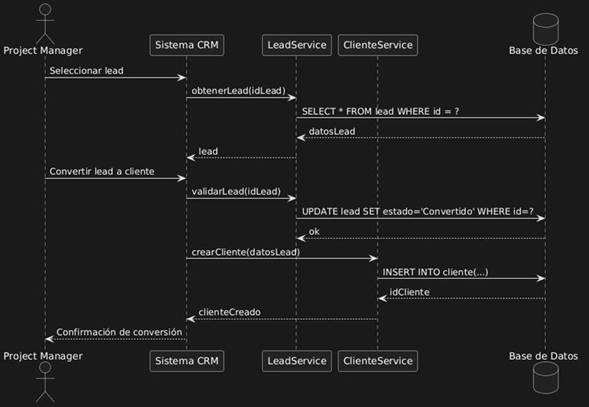 Project Manager
Sistema CRM
LeadService
ClienteService
Base de Datos
Seleccionar lead
obtenerLead(idLead)
SELECT * FROM lead WHERE id = ?
datosLead
lead
Convertir lead a cliente
validarLead(idLead)
UPDATE lead SET estado='Convertido' WHERE id=?
ok
crearCliente(datosLead)
INSERT INTO cliente(...)
idCliente
clienteCreado
Confirmación de conversión
Project Manager
Sistema CRM
LeadService
ClienteService
Base de Datos